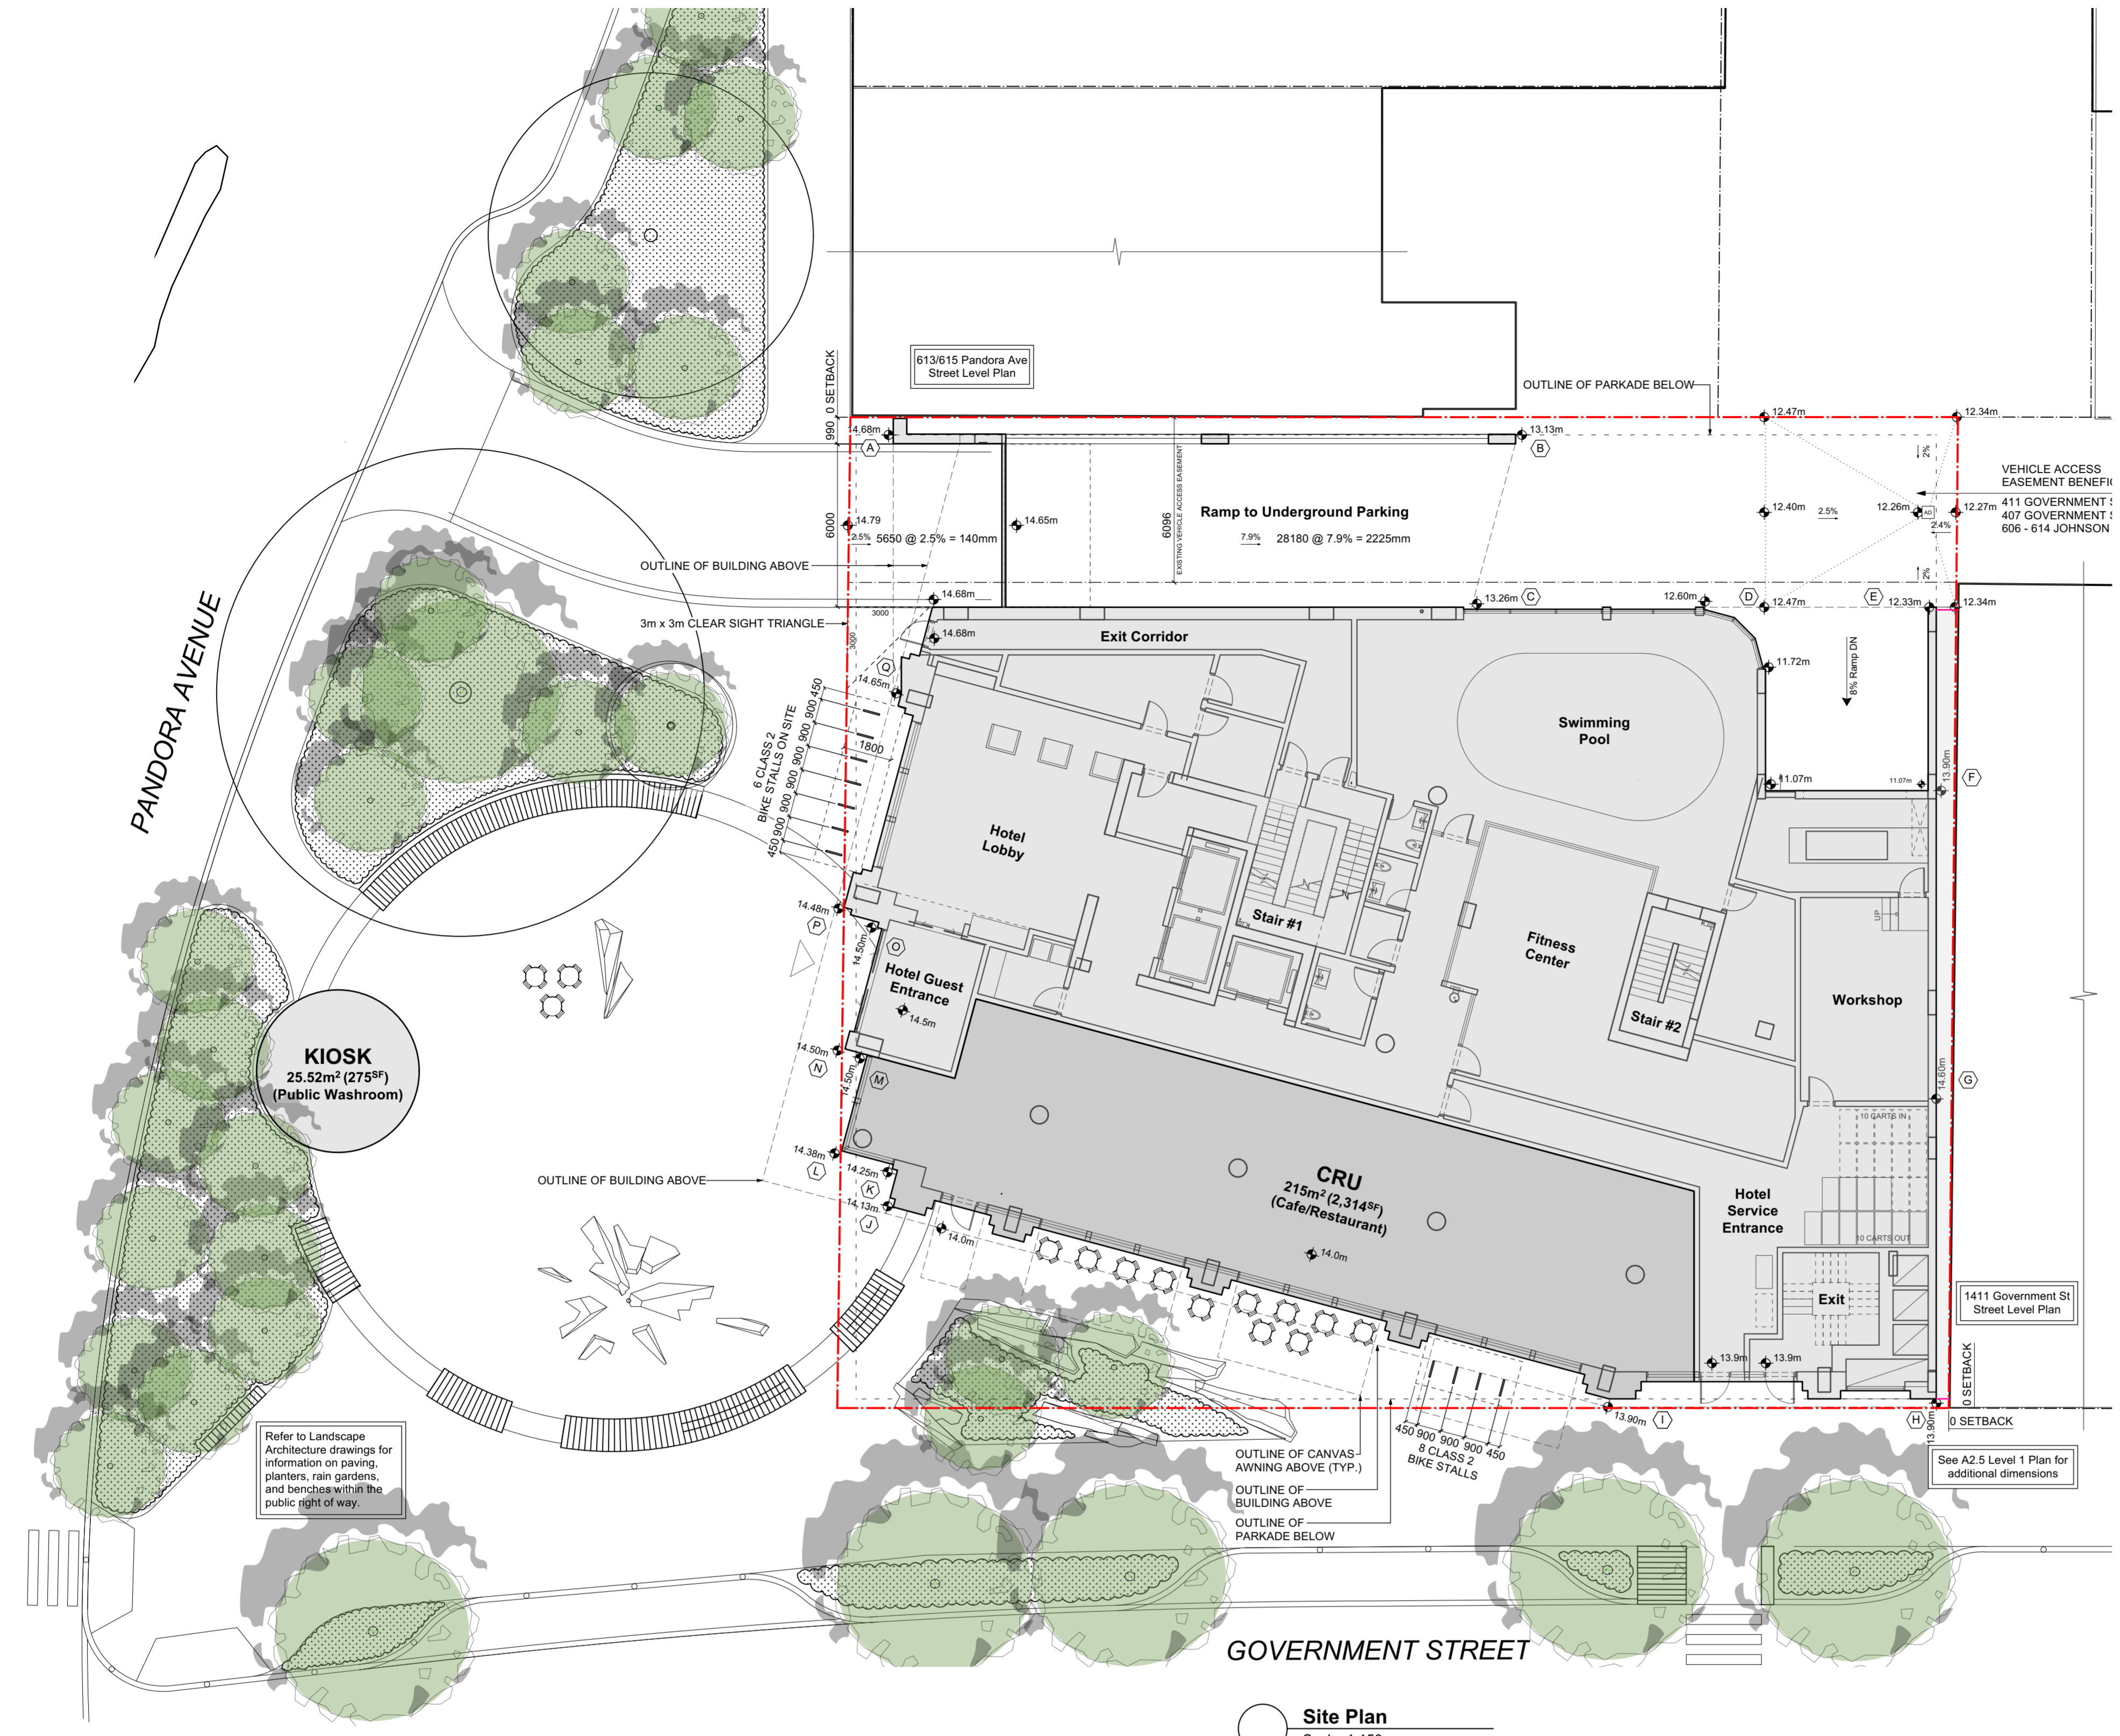 613/615 Pandora Ave
Street Level Plan
0 SETBACK
990
6000
OUTLINE OF PARKADE BELOW
14.68m
A
13.13m
B
12.47m
12.34m
EXISTING VEHICLE ACCESS EASEMENT
6096
2%
VEHICLE ACCESS
EASEMENT BENEFI
411 GOVERNMENT S
407 GOVERNMENT S
606 - 614 JOHNSON
14.79
14.65m
Ramp to Underground Parking
12.40m
2.5%
12.26m
AD
12.27m
2.4%
2.5%
5650 @ 2.5% = 140mm
7.9%
28180 @ 7.9% = 2225mm
2%
OUTLINE OF BUILDING ABOVE
14.68m
3000
3m x 3m CLEAR SIGHT TRIANGLE
3000
13.26m
C
12.60m
D
12.47m
E
12.33m
12.34m
14.68m
Exit Corridor
Q
14.65m
11.72m
8% Ramp DN
PANDORA AVENUE
6 CLASS 2
BIKE STALLS ON SITE
450 900 900 900 900 900 450
1800
Swimming
Pool
11.07m
11.07m
13.90m
F
Hotel
Lobby
14.48m
P
14.50m
O
Stair #1
Fitness
Center
UP
Hotel Guest
Entrance
14.5m
Workshop
Stair #2
KIOSK
25.52m² (275SF)
(Public Washroom)
14.50m
N
14.50m
M
14.60m
G
10 CARTS IN
14.38m
L
14.25m
K
14.13m
J
OUTLINE OF BUILDING ABOVE
14.0m
CRU
215m² (2,314SF)
(Cafe/Restaurant)
14.0m
Hotel
Service
Entrance
10 CARTS OUT
Exit
1411 Government St
Street Level Plan
13.9m
13.9m
0 SETBACK
13.90m
I
H
13.90m
0 SETBACK
450 900 900 900 450
8 CLASS 2
BIKE STALLS
OUTLINE OF CANVAS
AWNING ABOVE (TYP.)
OUTLINE OF
BUILDING ABOVE
OUTLINE OF
PARKADE BELOW
See A2.5 Level 1 Plan for
additional dimensions
Refer to Landscape
Architecture drawings for
information on paving,
planters, rain gardens,
and benches within the
public right of way.
GOVERNMENT STREET
Site Plan